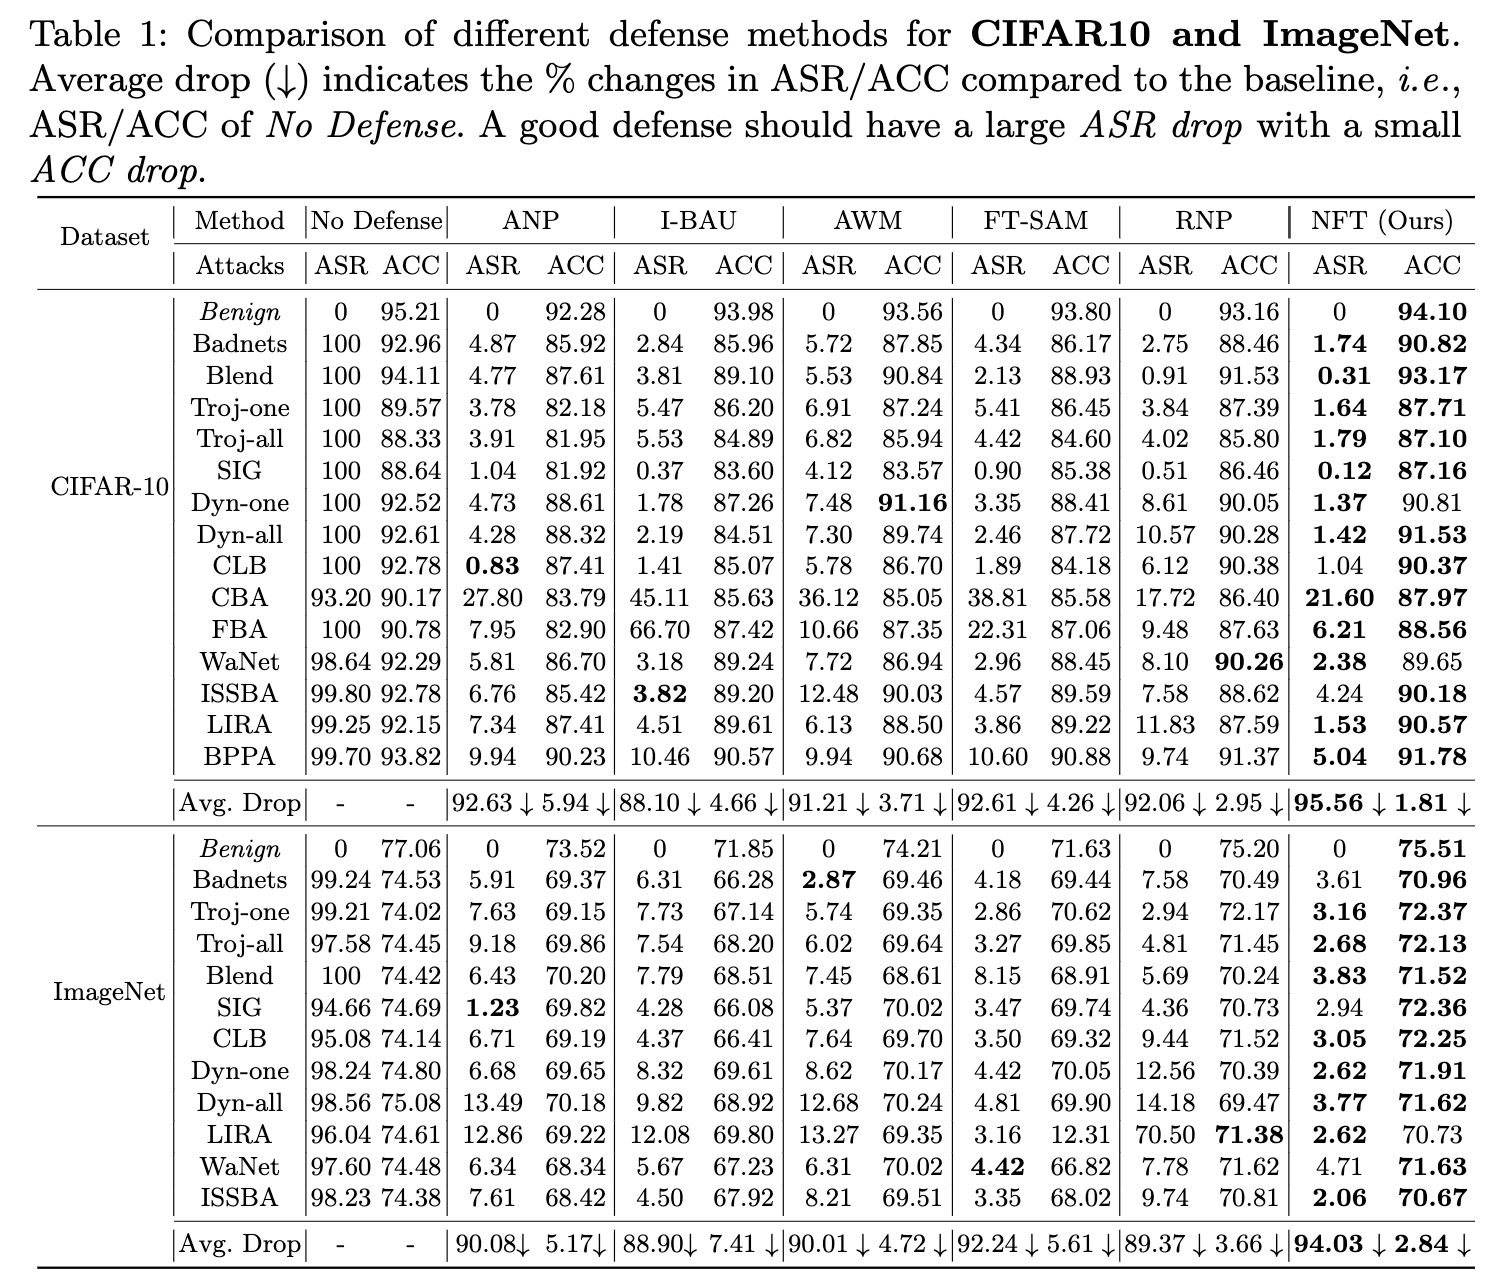 Table 1: Comparison of different defense methods for CIFAR10 and ImageNet.
Average drop (↓) indicates the % changes in ASR/ACC compared to the baseline, i.e.,
ASR/ACC of No Defense. A good defense should have a large ASR drop with a small
ACC drop.
Dataset Method No Defense ANP I-BAU AWM FT-SAM RNP NFT (Ours)
Attacks ASR ACC ASR ACC ASR ACC ASR ACC ASR ACC ASR ACC ASR ACC
CIFAR-10
Benign 0 95.21 0 92.28 0 93.98 0 93.56 0 93.80 0 93.16 0 94.10
Badnets 100 92.96 4.87 85.92 2.84 85.96 5.72 87.85 4.34 86.17 2.75 88.46 1.74 90.82
Blend 100 94.11 4.77 87.61 3.81 89.10 5.53 90.84 2.13 88.93 0.91 91.53 0.31 93.17
Troj-one 100 89.57 3.78 82.18 5.47 86.20 6.91 87.24 5.41 86.45 3.84 87.39 1.64 87.71
Troj-all 100 88.33 3.91 81.95 5.53 84.89 6.82 85.94 4.42 84.60 4.02 85.80 1.79 87.10
SIG 100 88.64 1.04 81.92 0.37 83.60 4.12 83.57 0.90 85.38 0.51 86.46 0.12 87.16
Dyn-one 100 92.52 4.73 88.61 1.78 87.26 7.48 91.16 3.35 88.41 8.61 90.05 1.37 90.81
Dyn-all 100 92.61 4.28 88.32 2.19 84.51 7.30 89.74 2.46 87.72 10.57 90.28 1.42 91.53
CLB 100 92.78 0.83 87.41 1.41 85.07 5.78 86.70 1.89 84.18 6.12 90.38 1.04 90.37
CBA 93.20 90.17 27.80 83.79 45.11 85.63 36.12 85.05 38.81 85.58 17.72 86.40 21.60 87.97
FBA 100 90.78 7.95 82.90 66.70 87.42 10.66 87.35 22.31 87.06 9.48 87.63 6.21 88.56
WaNet 98.64 92.29 5.81 86.70 3.18 89.24 7.72 86.94 2.96 88.45 8.10 90.26 2.38 89.65
ISSBA 99.80 92.78 6.76 85.42 3.82 89.20 12.48 90.03 4.57 89.59 7.58 88.62 4.24 90.18
LIRA 99.25 92.15 7.34 87.41 4.51 89.61 6.13 88.50 3.86 89.22 11.83 87.59 1.53 90.57
BPPA 99.70 93.82 9.94 90.23 10.46 90.57 9.94 90.68 10.60 90.88 9.74 91.37 5.04 91.78
Avg. Drop - - 92.63 ↓ 5.94 ↓ 88.10 ↓ 4.66 ↓ 91.21 ↓ 3.71 ↓ 92.61 ↓ 4.26 ↓ 92.06 ↓ 2.95 ↓ 95.56 ↓ 1.81 ↓
ImageNet
Benign 0 77.06 0 73.52 0 71.85 0 74.21 0 71.63 0 75.20 0 75.51
Badnets 99.24 74.53 5.91 69.37 6.31 66.28 2.87 69.46 4.18 69.44 7.58 70.49 3.61 70.96
Troj-one 99.21 74.02 7.63 69.15 7.73 67.14 5.74 69.35 2.86 70.62 2.94 72.17 3.16 72.37
Troj-all 97.58 74.45 9.18 69.86 7.54 68.20 6.02 69.64 3.27 69.85 4.81 71.45 2.68 72.13
Blend 100 74.42 6.43 70.20 7.79 68.51 7.45 68.61 8.15 68.91 5.69 70.24 3.83 71.52
SIG 94.66 74.69 1.23 69.82 4.28 66.08 5.37 70.02 3.47 69.74 4.36 70.73 2.94 72.36
CLB 95.08 74.14 6.71 69.19 4.37 66.41 7.64 69.70 3.50 69.32 9.44 71.52 3.05 72.25
Dyn-one 98.24 74.80 6.68 69.65 8.32 69.61 8.62 70.17 4.42 70.05 12.56 70.39 2.62 71.91
Dyn-all 98.56 75.08 13.49 70.18 9.82 68.92 12.68 70.24 4.81 69.90 14.18 69.47 3.77 71.62
LIRA 96.04 74.61 12.86 69.22 12.08 69.80 13.27 69.35 3.16 12.31 70.50 71.38 2.62 70.73
WaNet 97.60 74.48 6.34 68.34 5.67 67.23 6.31 70.02 4.42 66.82 7.78 71.62 4.71 71.63
ISSBA 98.23 74.38 7.61 68.42 4.50 67.92 8.21 69.51 3.35 68.02 9.74 70.81 2.06 70.67
Avg. Drop - - 90.08↓ 5.17↓ 88.90↓ 7.41 ↓ 90.01 ↓ 4.72 ↓ 92.24 ↓ 5.61 ↓ 89.37 ↓ 3.66 ↓ 94.03 ↓ 2.84 ↓